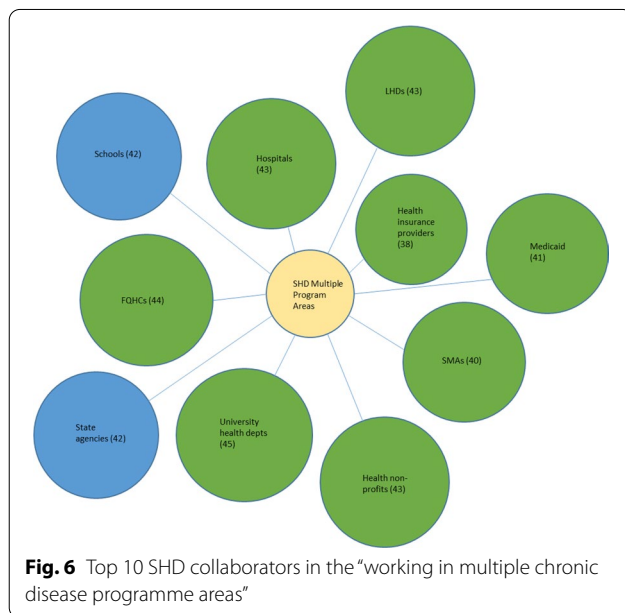 LHDs (43)
Schools (42)
Hospitals
(43)
Health
insurance
providers
(38)
Medicaid
(41)
SHD Multiple
Program
Areas
FQHCs (44)
SMAs (40)
State
agencies (42)
University
health depts
(45)
Health non-
profits (43)
Fig. 6 Top 10 SHD collaborators in the “working in multiple chronic
disease programme areas”